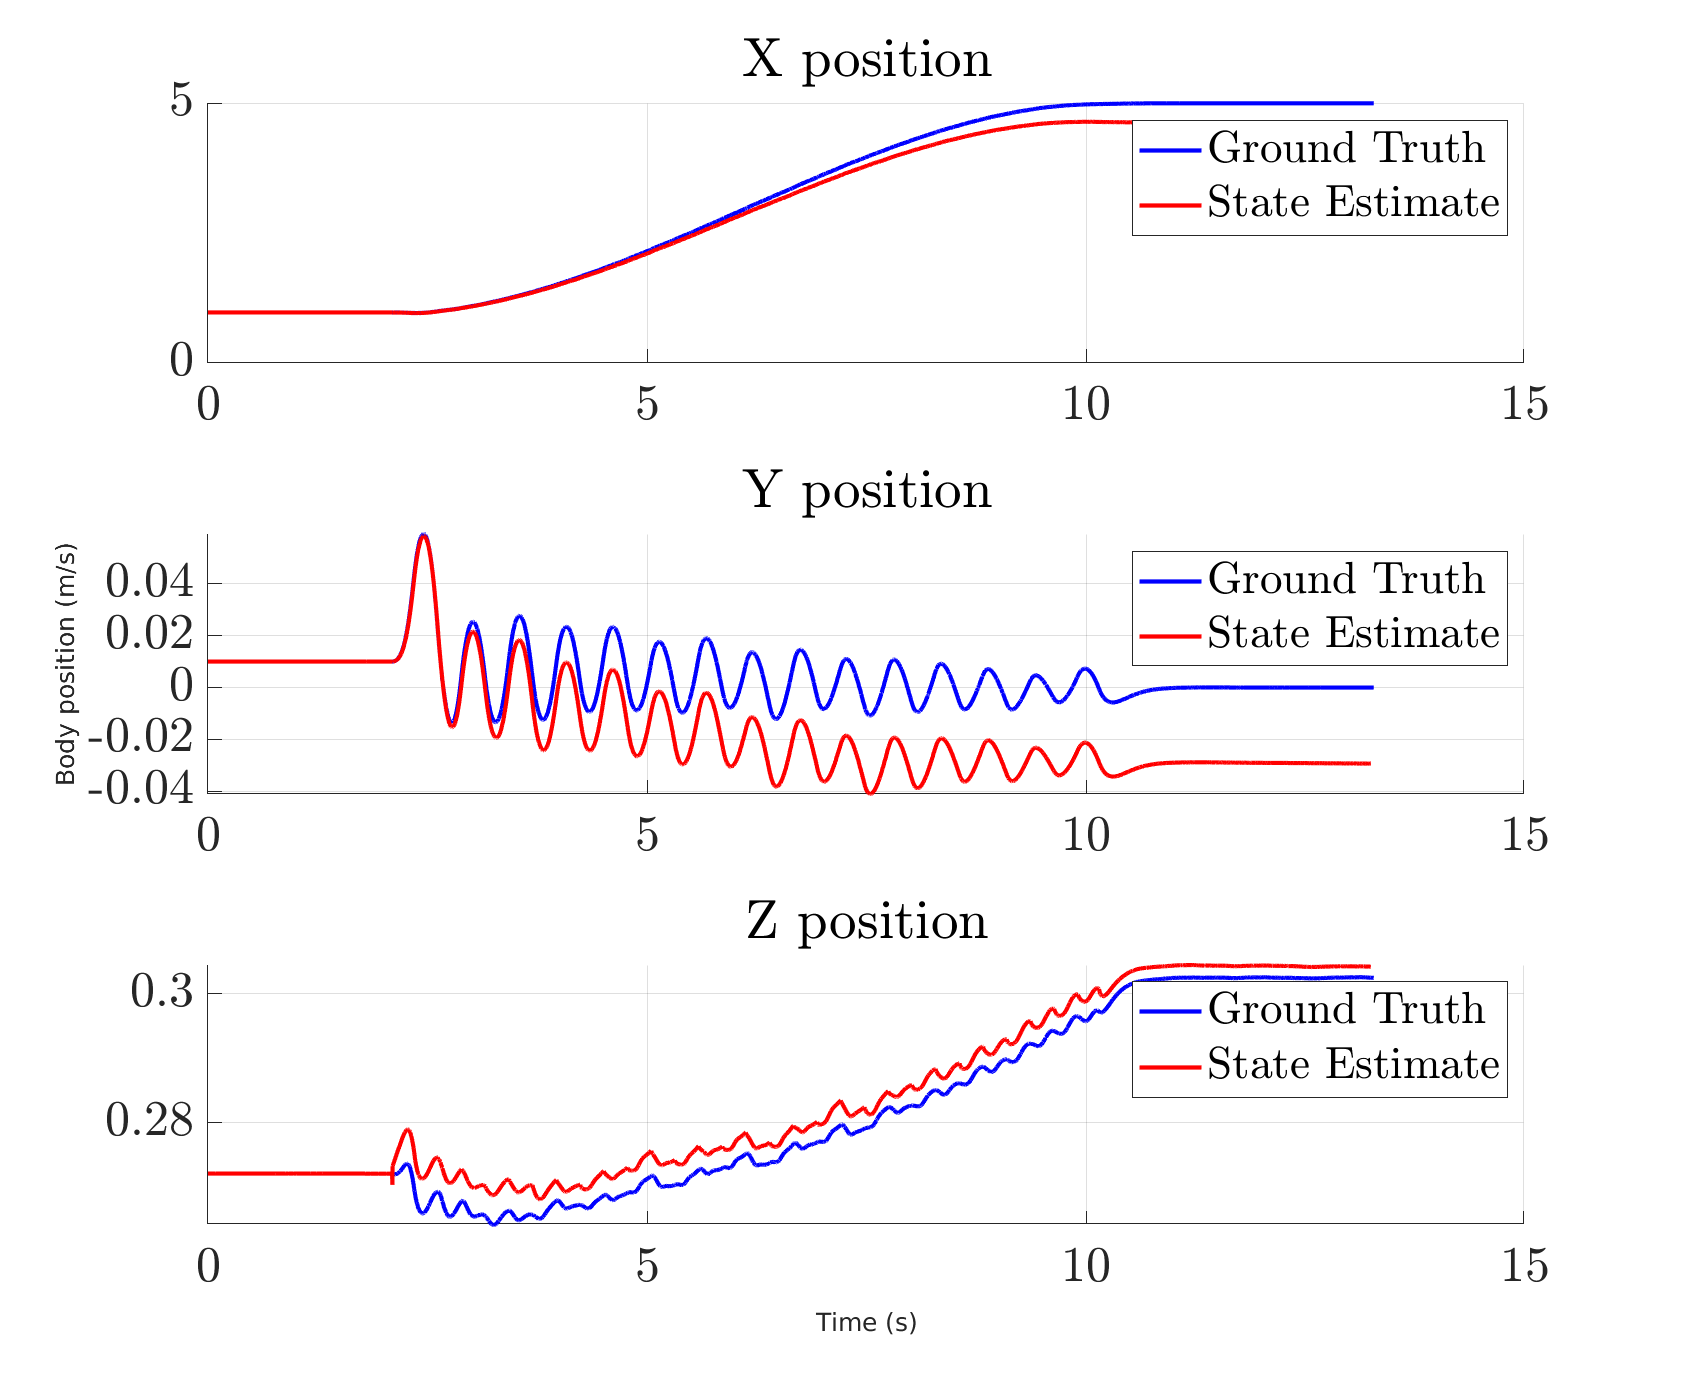 X position
5
0
0 5 10 15
Ground Truth
State Estimate
Y position
Body position (m/s)
0.04
0.02
0
-0.02
-0.04
0 5 10 15
Ground Truth
State Estimate
Z position
0.3
0.28
0 5 10 15
Ground Truth
State Estimate
Time (s)